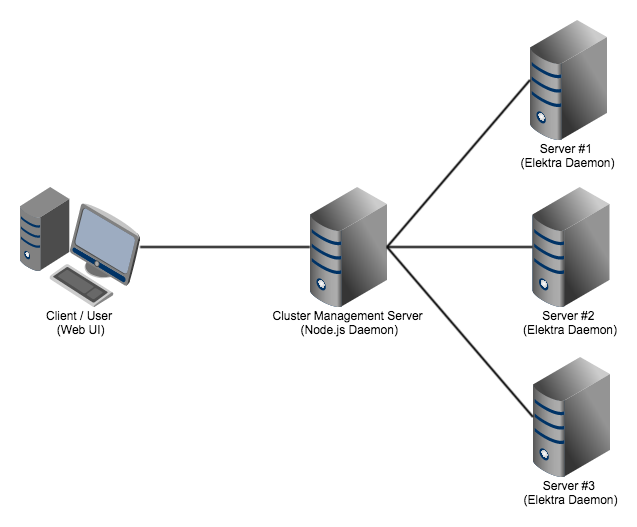 Server #1
(Elektra Daemon)
Client / User
(Web UI)
Cluster Management Server
(Node.js Daemon)
Server #2
(Elektra Daemon)
Server #3
(Elektra Daemon)